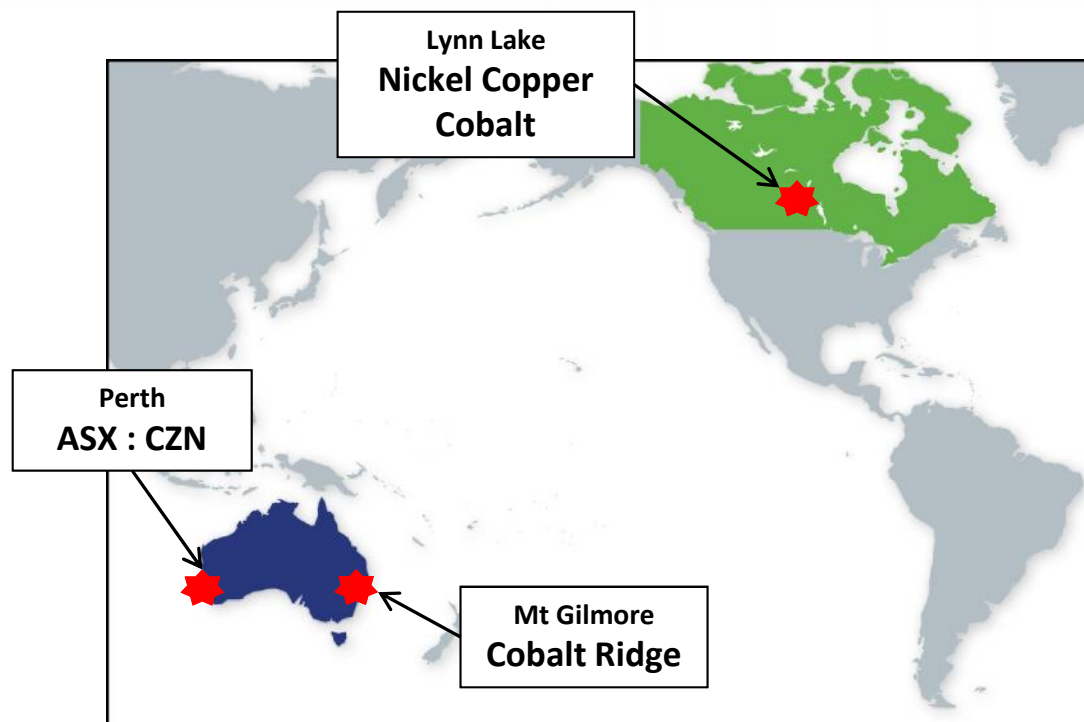 Lynn Lake
Nickel Copper
Cobalt
Perth
ASX : CZN
Mt Gilmore
Cobalt Ridge